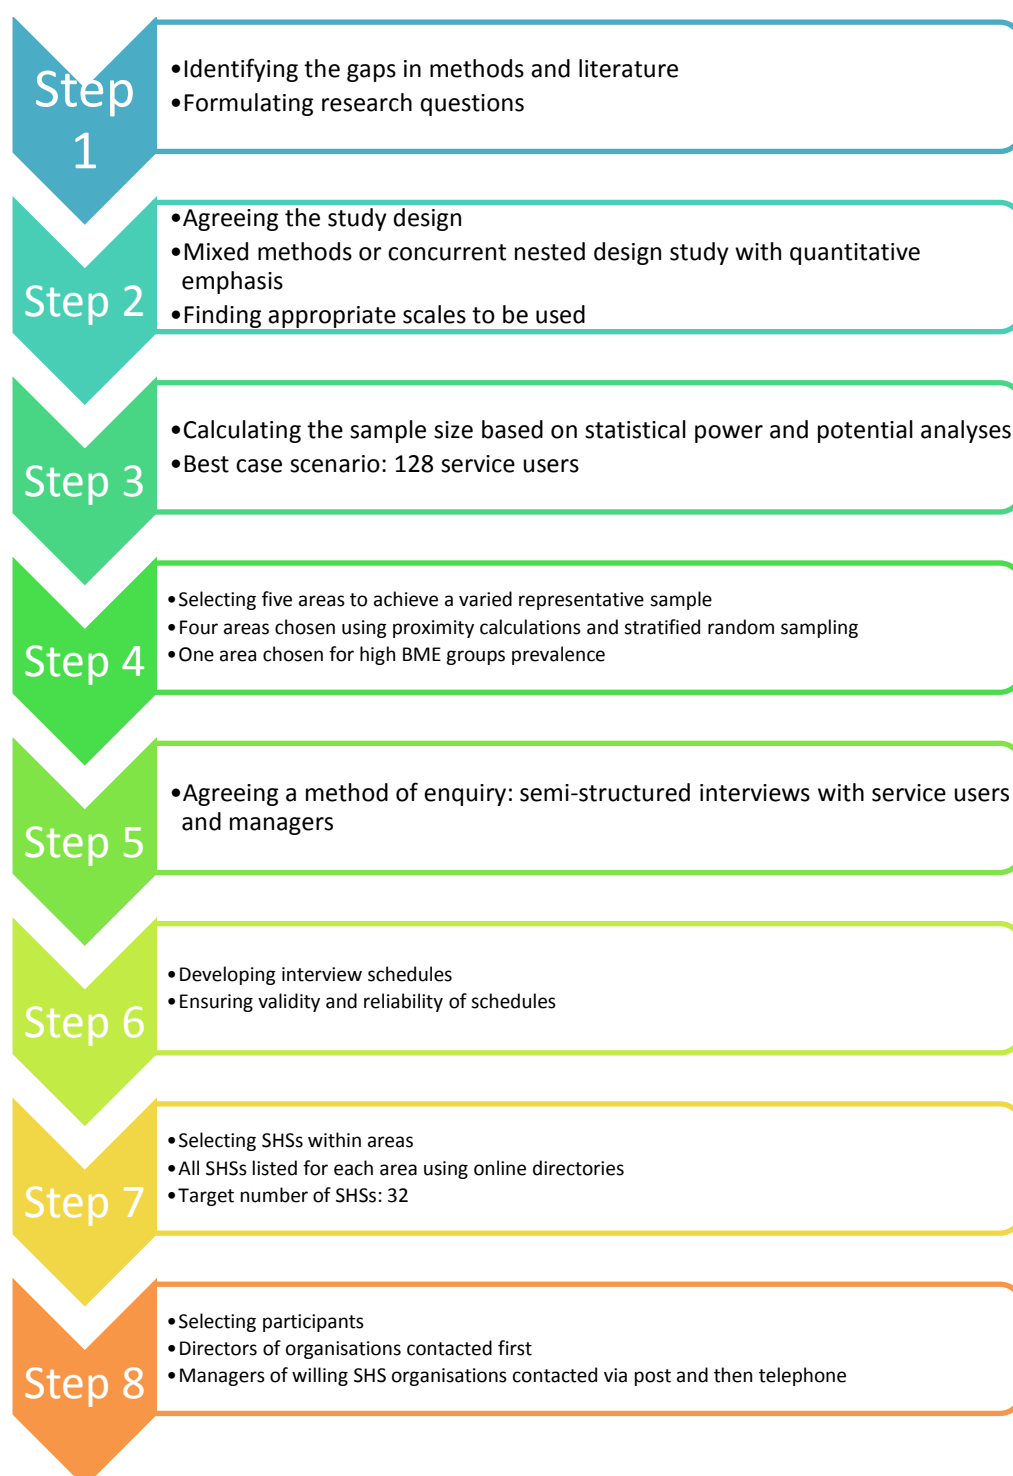 Step
1
•Identifying the gaps in methods and literature
•Formulating research questions
Step 2
•Agreeing the study design
•Mixed methods or concurrent nested design study with quantitative
emphasis
•Finding appropriate scales to be used
Step 3
•Calculating the sample size based on statistical power and potential analyses
•Best case scenario: 128 service users
Step 4
•Selecting five areas to achieve a varied representative sample
•Four areas chosen using proximity calculations and stratified random sampling
•One area chosen for high BME groups prevalence
Step 5
•Agreeing a method of enquiry: semi-structured interviews with service users
and managers
Step 6
•Developing interview schedules
•Ensuring validity and reliability of schedules
Step 7
•Selecting SHSs within areas
•All SHSs listed for each area using online directories
•Target number of SHSs: 32
Step 8
•Selecting participants
•Directors of organisations contacted first
•Managers of willing SHS organisations contacted via post and then telephone